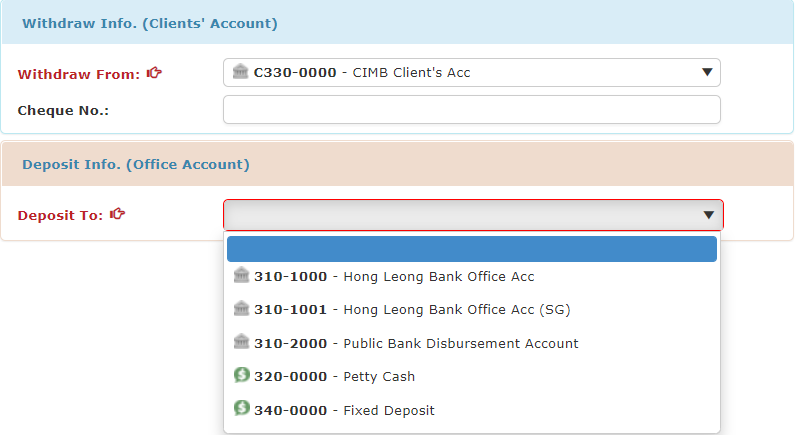 Withdraw Info. (Clients' Account)
Withdraw From:
C330-0000 - CIMB Client's Acc
Cheque No.:
Deposit Info. (Office Account)
Deposit To:
310-1000 - Hong Leong Bank Office Acc
310-1001 - Hong Leong Bank Office Acc (SG)
310-2000 - Public Bank Disbursement Account
320-0000 - Petty Cash
340-0000 - Fixed Deposit